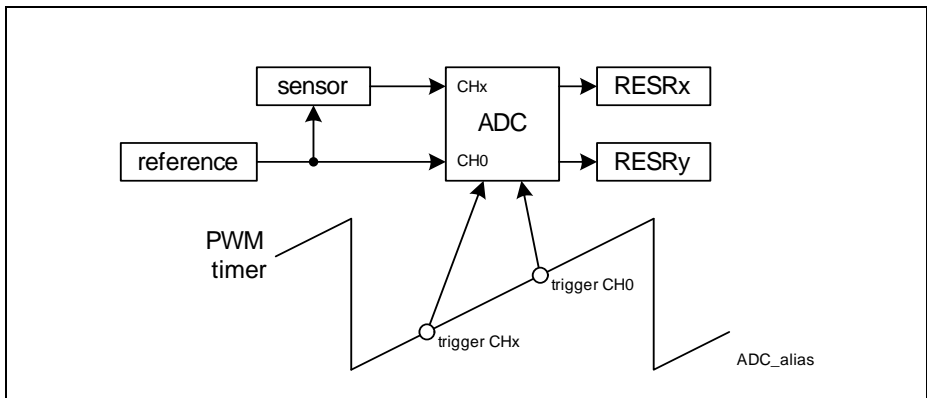 sensor
CHx
ADC
RESRx
reference
CH0
RESRy
PWM
timer
trigger CH0
trigger CHx
ADC_alias